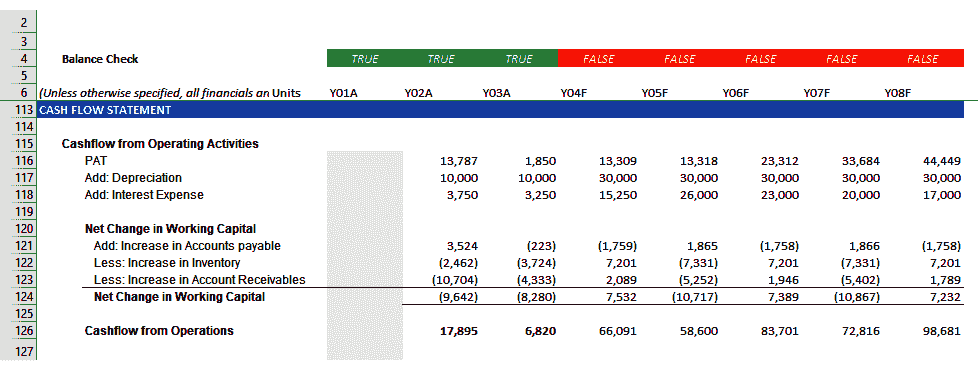 2
3
4 Balance Check TRUE TRUE TRUE FALSE FALSE FALSE FALSE FALSE
5
6 (Unless otherwise specified, all financials an Units Y01A Y02A Y03A Y04F Y05F Y06F Y07F Y08F
113 CASH FLOW STATEMENT
114
115 Cashflow from Operating Activities
116 PAT 13,787 1,850 13,309 13,318 23,312 33,684 44,449
117 Add: Depreciation 10,000 10,000 30,000 30,000 30,000 30,000 30,000
118 Add: Interest Expense 3,750 3,250 15,250 26,000 23,000 20,000 17,000
119
120 Net Change in Working Capital
121 Add: Increase in Accounts payable 3,524 (223) (1,759) 1,865 (1,758) 1,866 (1,758)
122 Less: Increase in Inventory (2,462) (3,724) 7,201 (7,331) 7,201 (7,331) 7,201
123 Less: Increase in Account Receivables (10,704) (4,333) 2,089 (5,252) 1,946 (5,402) 1,789
124 Net Change in Working Capital (9,642) (8,280) 7,532 (10,717) 7,389 (10,867) 7,232
125
126 Cashflow from Operations 17,895 6,820 66,091 58,600 83,701 72,816 98,681
127